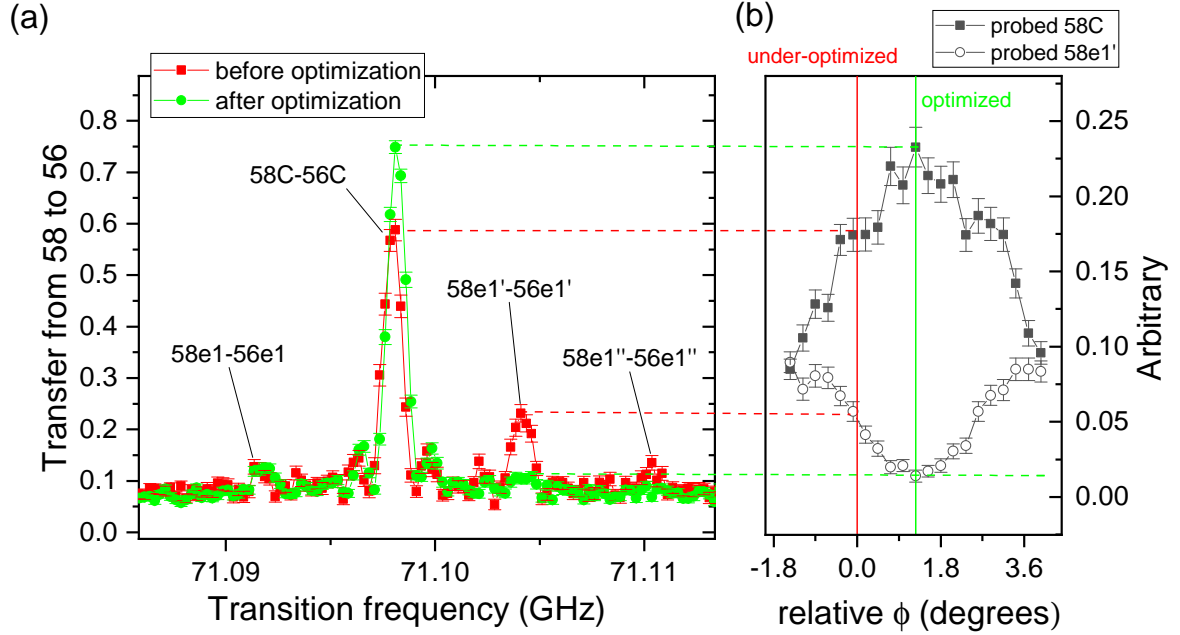 (a)
(b)
before optimization
after optimization
probed 58C
probed 58e1'
under-optimized
optimized
58C-56C
58e1'-56e1'
58e1-56e1
58e1''-56e1''
Transfer from 58 to 56
0.8
0.7
0.6
0.5
0.4
0.3
0.2
0.1
0.0
71.09
71.10
71.11
Transition frequency (GHz)
0.25
0.20
0.15
0.10
0.05
0.00
Arbitrary
-1.8
0.0
1.8
3.6
relative ϕ (degrees)